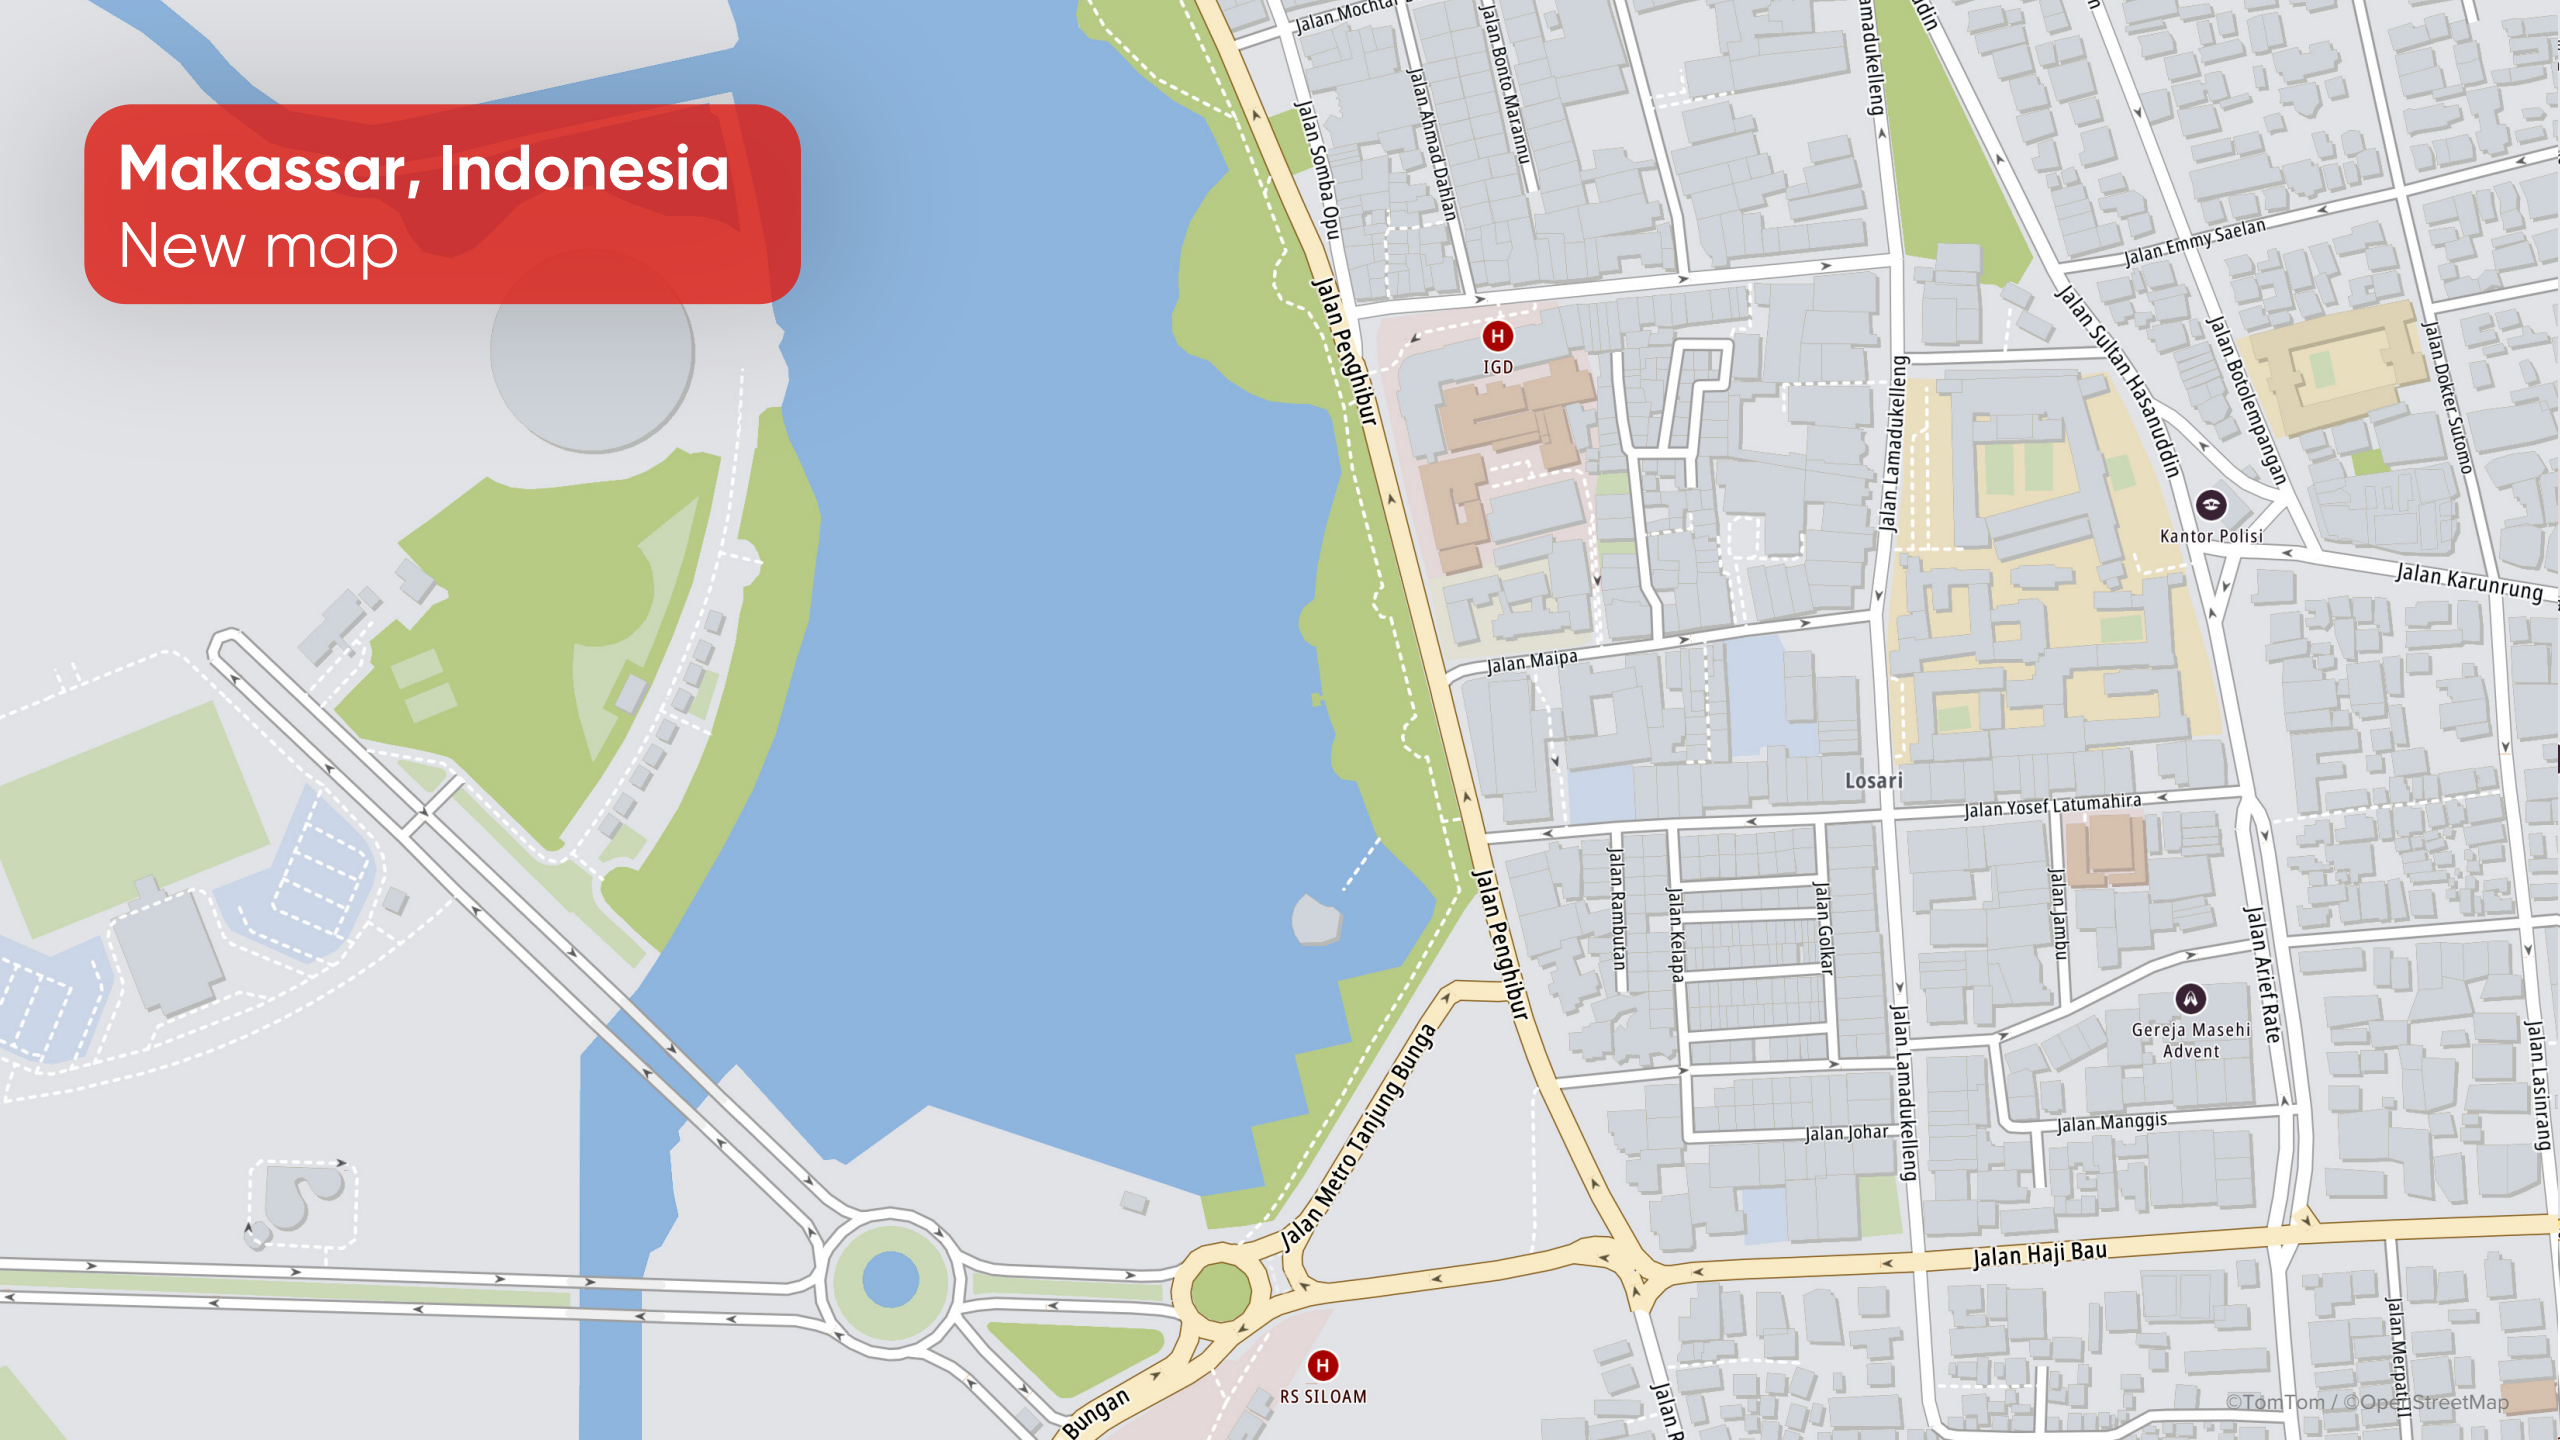 Makassar, Indonesia
New map
Jalan Somba Opu
Jalan Ahmad Dahlan
Jalan Bonto Marannu
Jalan Emmy Saelan
Jalan Penghibur
IGD
Jalan Sultan Hasanuddin
Jalan Botolempangan
Jalan Dokter Sutomo
Jalan Lamadukelleng
Kantor Polisi
Jalan Karunrung
Jalan Maipa
Losari
Jalan Yosef Latumahira
Jalan Rambutan
Jalan Kelapa
Jalan Golkar
Jalan Jambu
Jalan Arief Rate
Jalan Penghibur
Gereja Masehi
Advent
Jalan Metro Tanjung Bunga
Jalan Lamadukelleng
Jalan Lasinrang
Jalan Johar
Jalan Manggis
Jalan Haji Bau
RS SILOAM
Bungan
Jalan Merpati II
©TomTom / ©OpenStreetMap